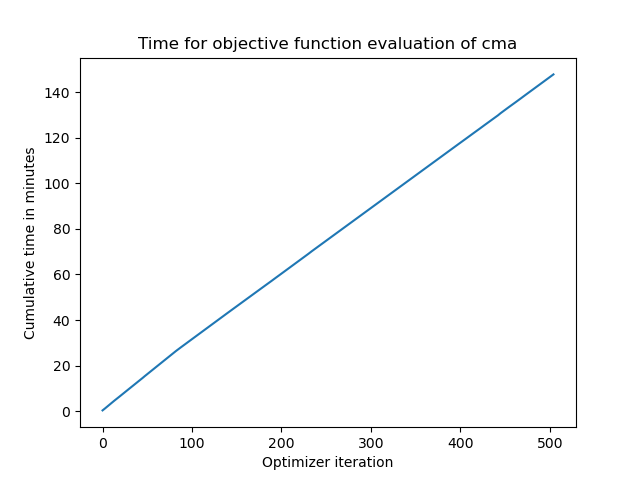 Time for objective function evaluation of cma
140
120
100
80
60
40
20
0
Cumulative time in minutes
0 100 200 300 400 500
Optimizer iteration